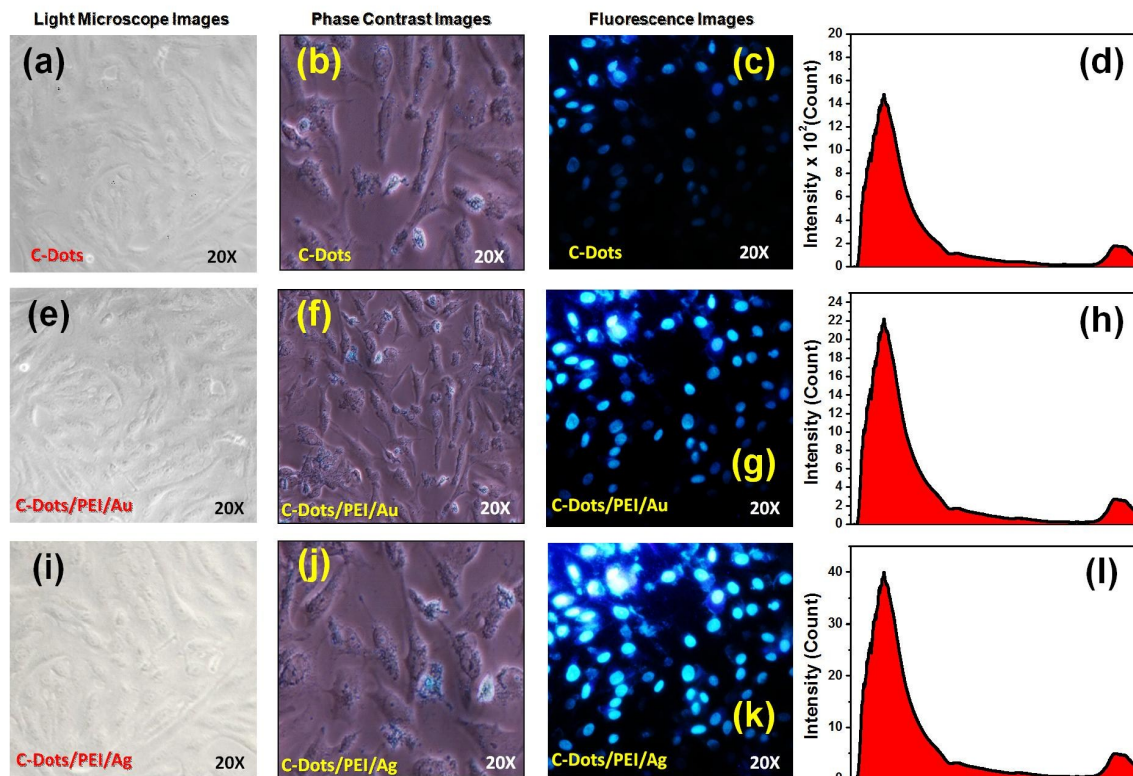 Light Microscope Images
Phase Contrast Images
Fluorescence Images
(a)
C-Dots
20X
(b)
C-Dots
20X
(c)
C-Dots
20X
(d)
Intensity x 10²(Count)
20
18
16
14
12
10
8
6
4
2
0
(e)
C-Dots/PEI/Au
20X
(f)
C-Dots/PEI/Au
20X
(g)
C-Dots/PEI/Au
20X
(h)
Intensity (Count)
24
22
20
18
16
14
12
10
8
6
4
2
0
(i)
C-Dots/PEI/Ag
20X
(j)
C-Dots/PEI/Ag
20X
(k)
C-Dots/PEI/Ag
20X
(l)
Intensity (Count)
40
30
20
10
0